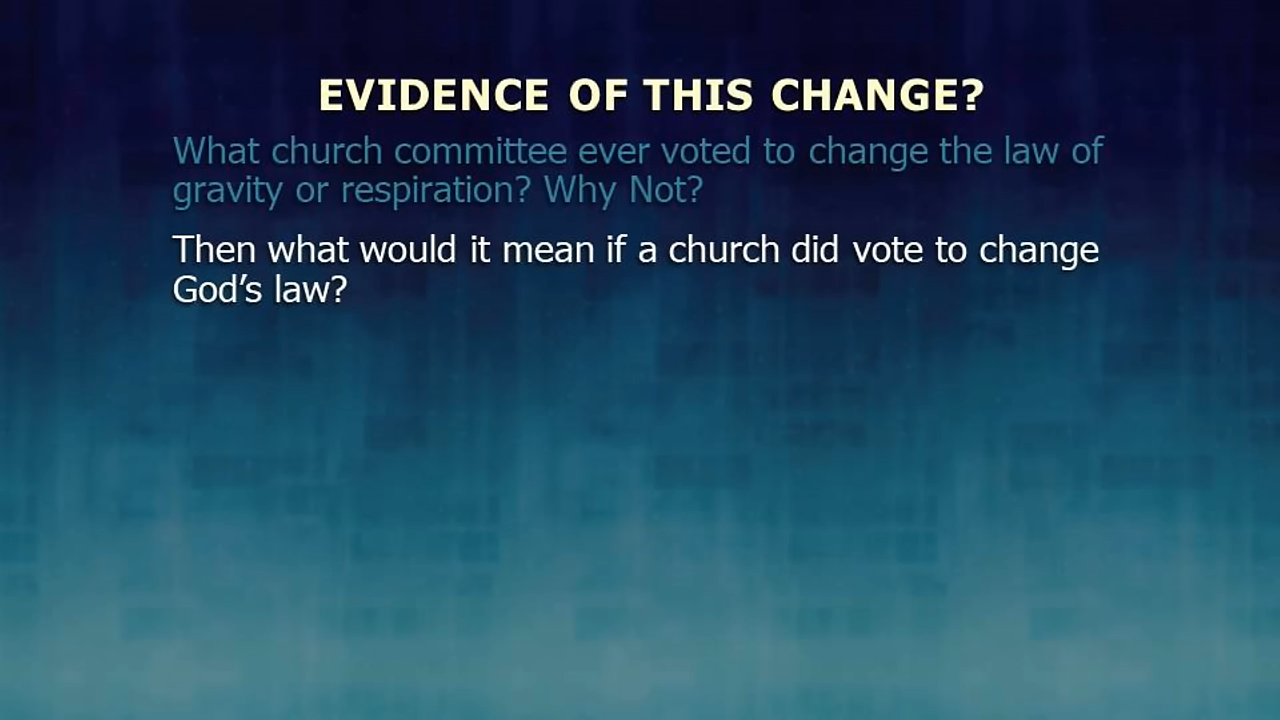 EVIDENCE OF THIS CHANGE?
What church committee ever voted to change the law of
gravity or respiration? Why Not?
Then what would it mean if a church did vote to change
God’s law?